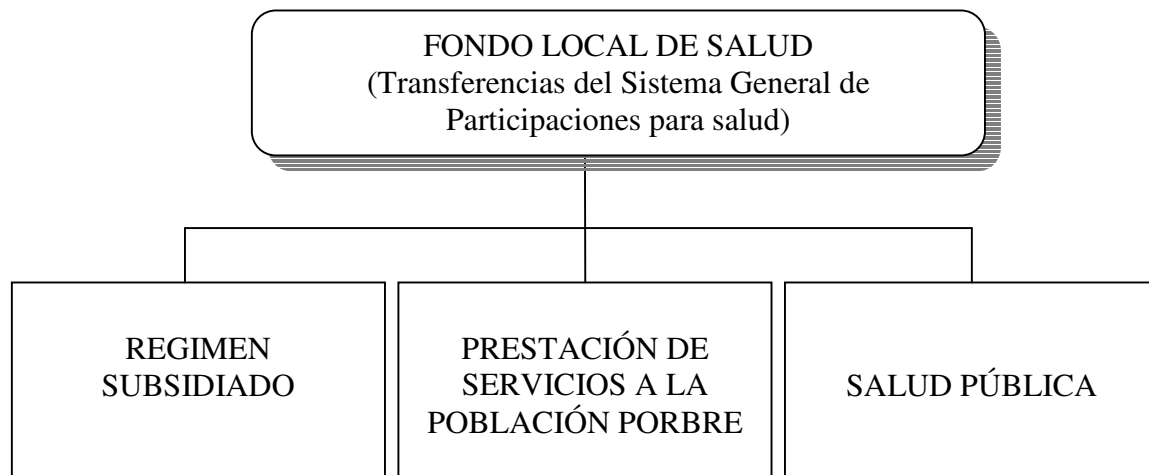 FONDO LOCAL DE SALUD
(Transferencias del Sistema General de
Participaciones para salud)
REGIMEN
SUBSIDIADO
PRESTACIÓN DE
SERVICIOS A LA
POBLACIÓN PORBRE
SALUD PÚBLICA